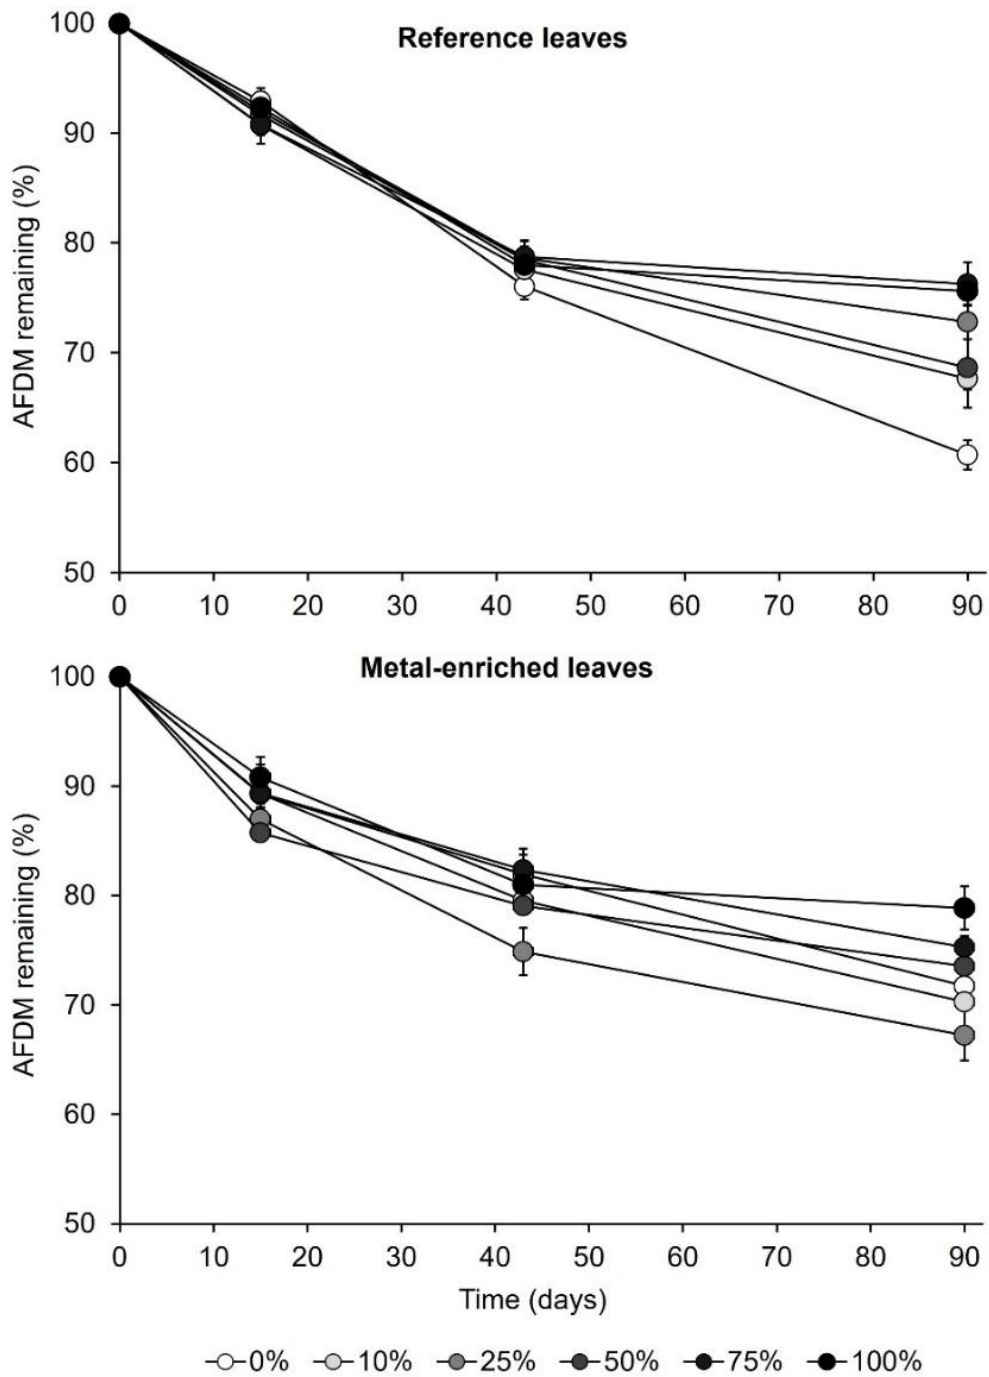 Reference leaves
AFDM remaining (%)
100
90
80
70
60
50
0 10 20 30 40 50 60 70 80 90
Metal-enriched leaves
AFDM remaining (%)
100
90
80
70
60
50
0 10 20 30 40 50 60 70 80 90
Time (days)
0% 10% 25% 50% 75% 100%